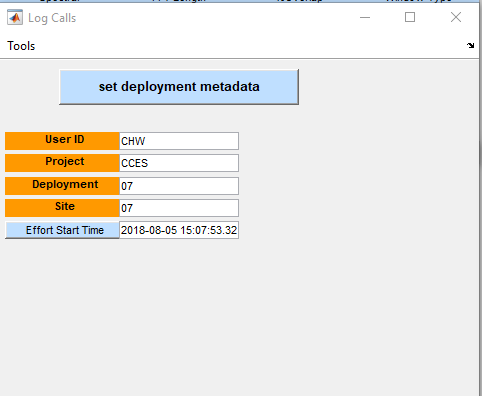 Log Calls
Tools
set deployment metadata
User ID CHW
Project CCES
Deployment 07
Site 07
Effort Start Time 2018-08-05 15:07:53.32